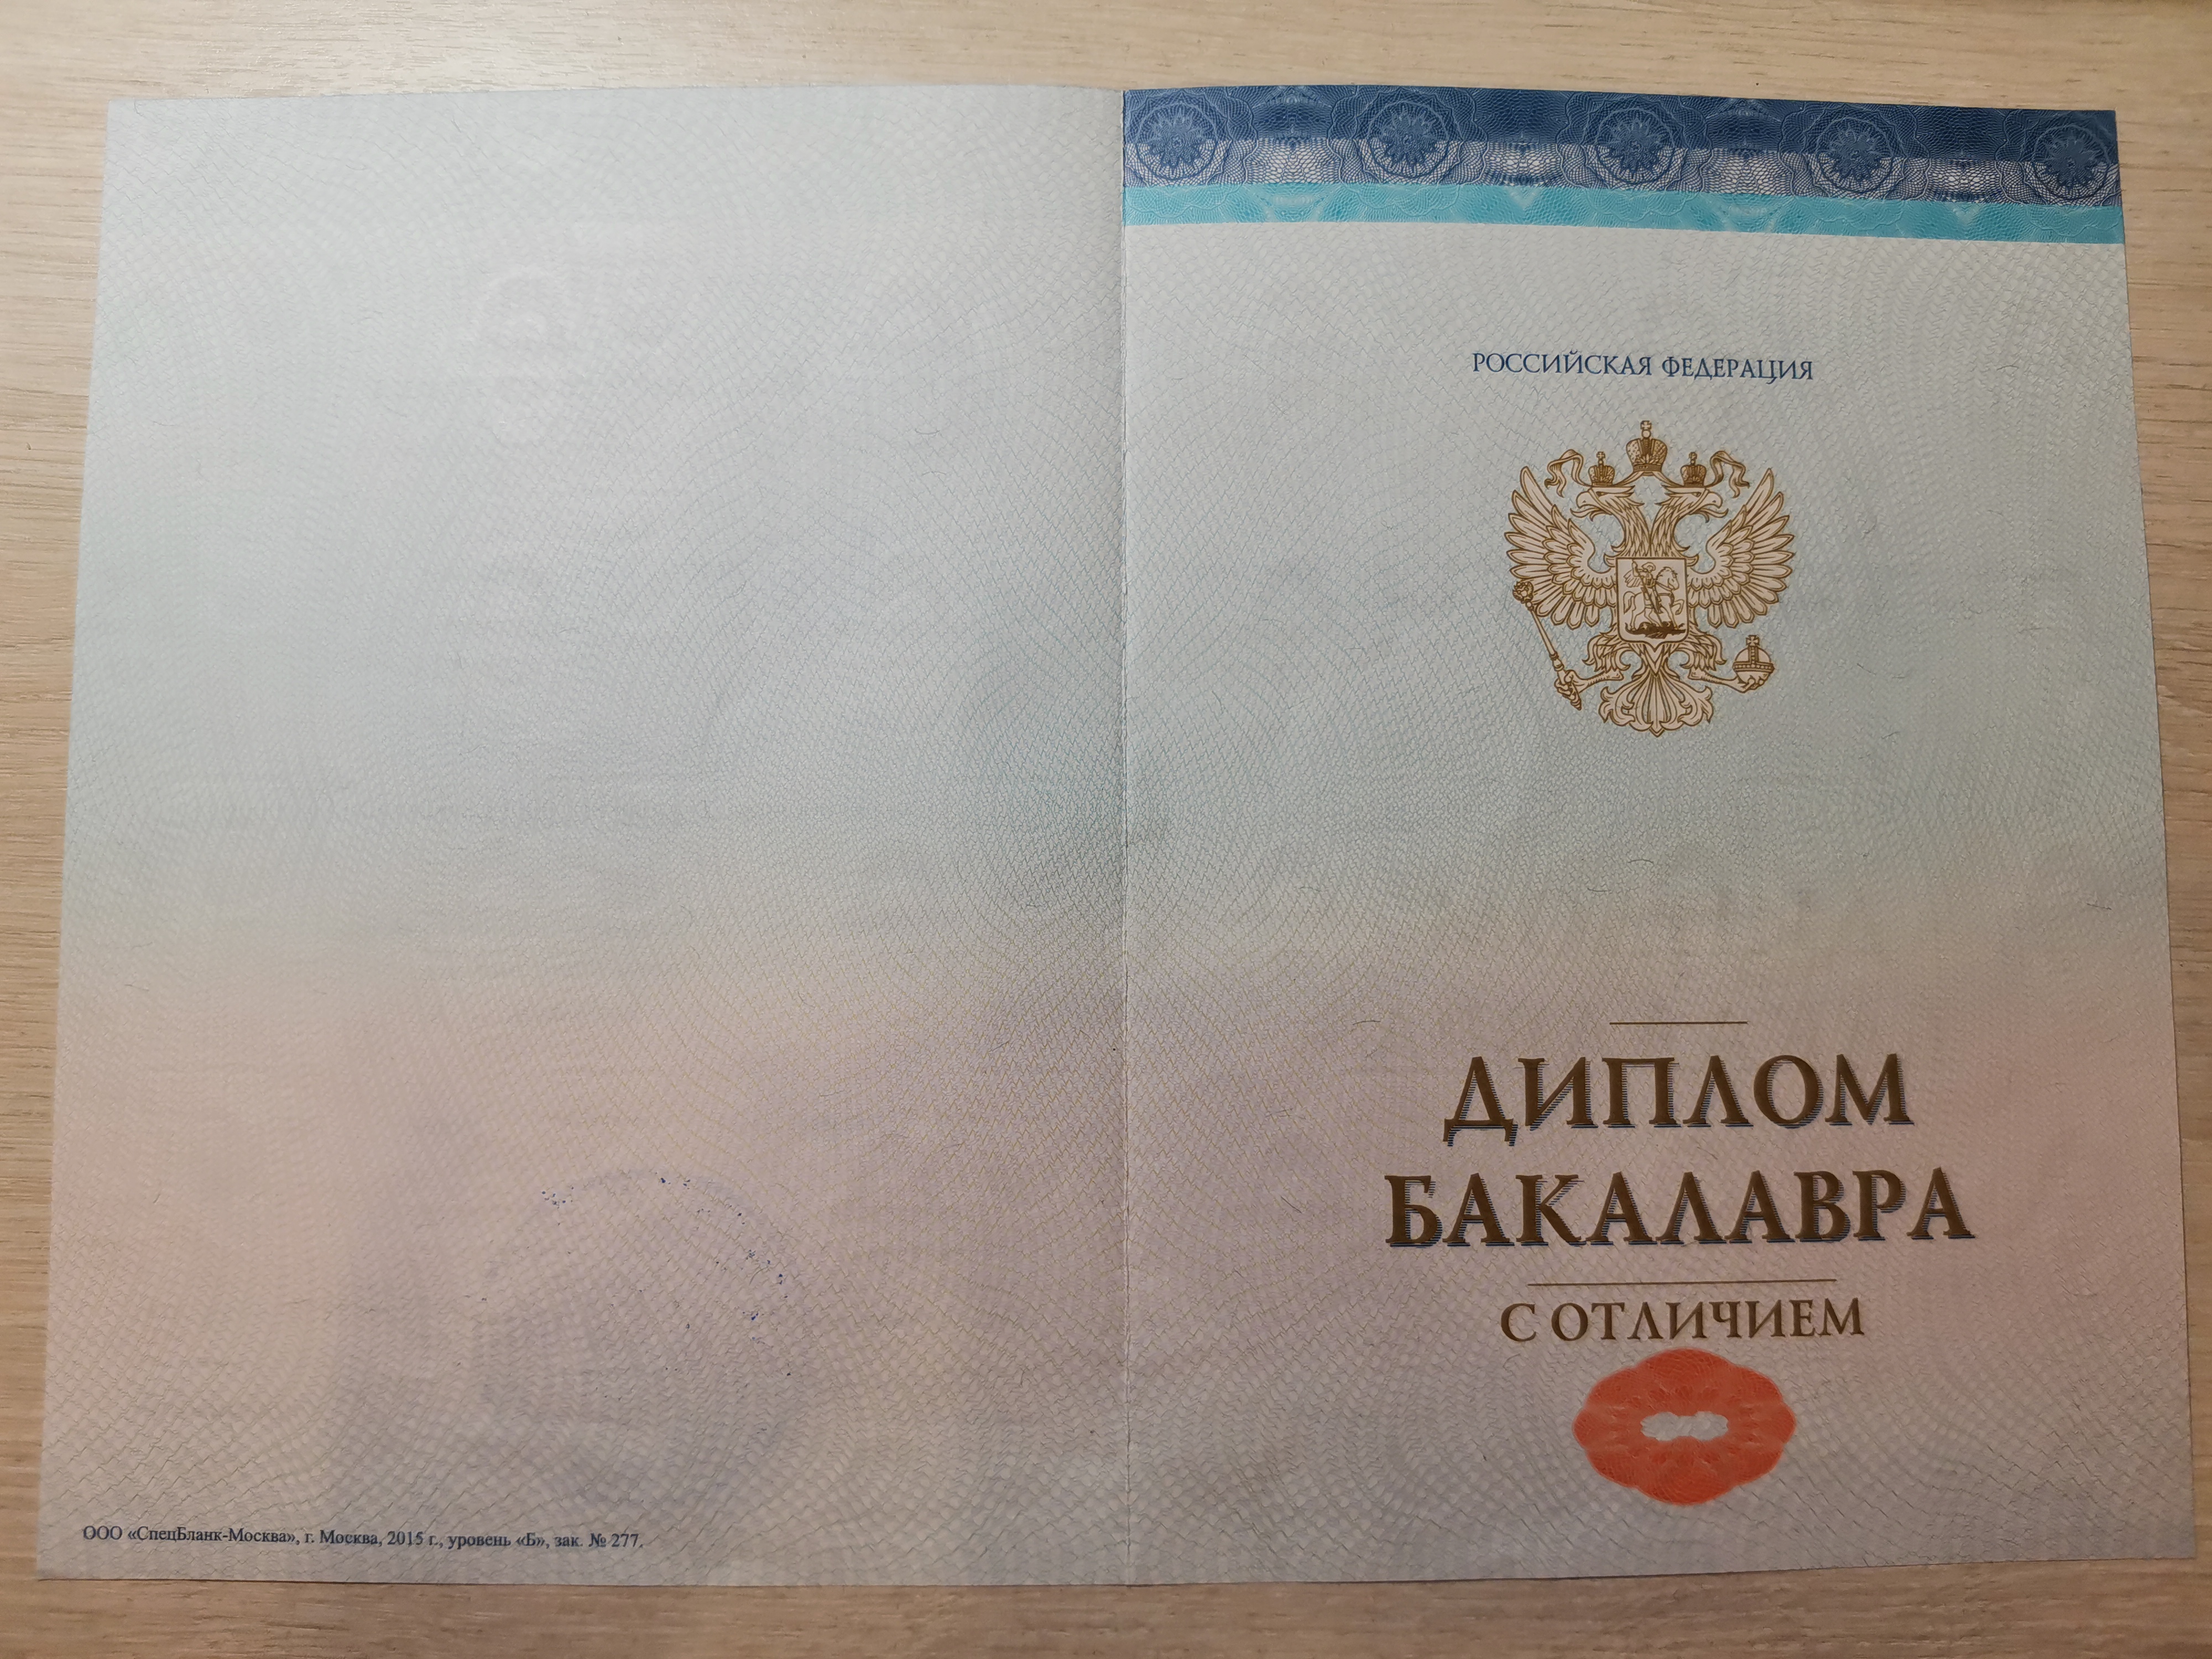 РОССИЙСКАЯ ФЕДЕРАЦИЯ
ДИПЛОМ
БАКАЛАВРА
С ОТЛИЧИЕМ
ООО «СпецБланк-Москва», г. Москва, 2015 г., уровень «Б», зак. № 277.